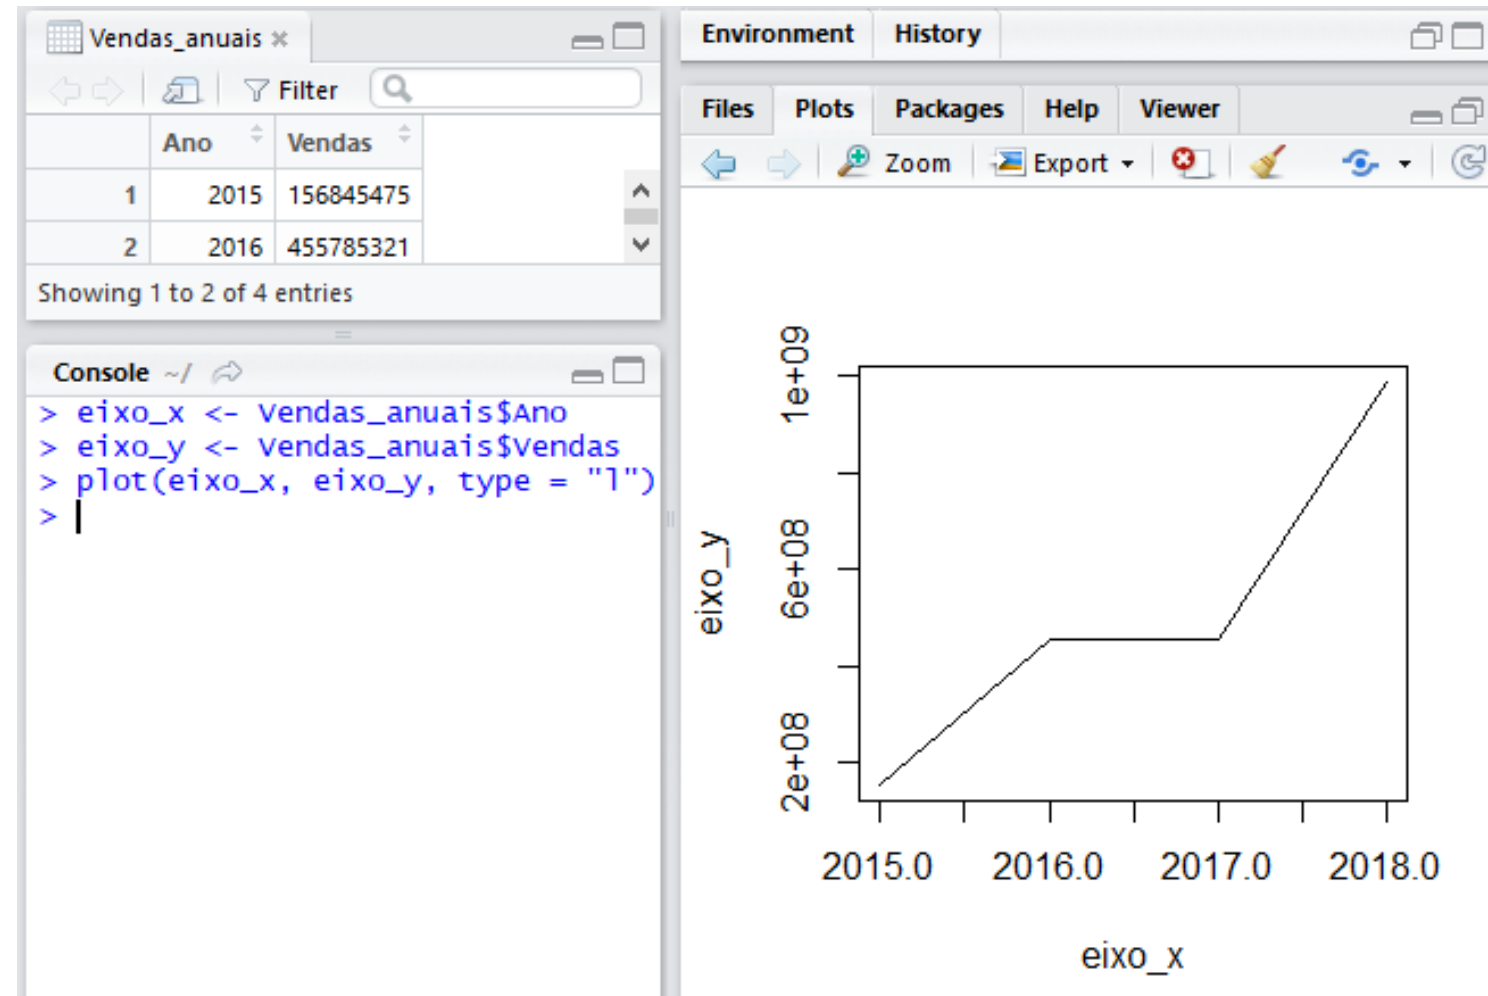 Vendas_anuais
Filter
Ano Vendas
1 2015 156845475
2 2016 455785321
Showing 1 to 2 of 4 entries
Console ~/
> eixo_x <- Vendas_anuais$Ano
> eixo_y <- Vendas_anuais$Vendas
> plot(eixo_x, eixo_y, type = "l")
>
Environment History
Files Plots Packages Help Viewer
Zoom Export
1e+09
6e+08
2e+08
eixo_y
2015.0 2016.0 2017.0 2018.0
eixo_x